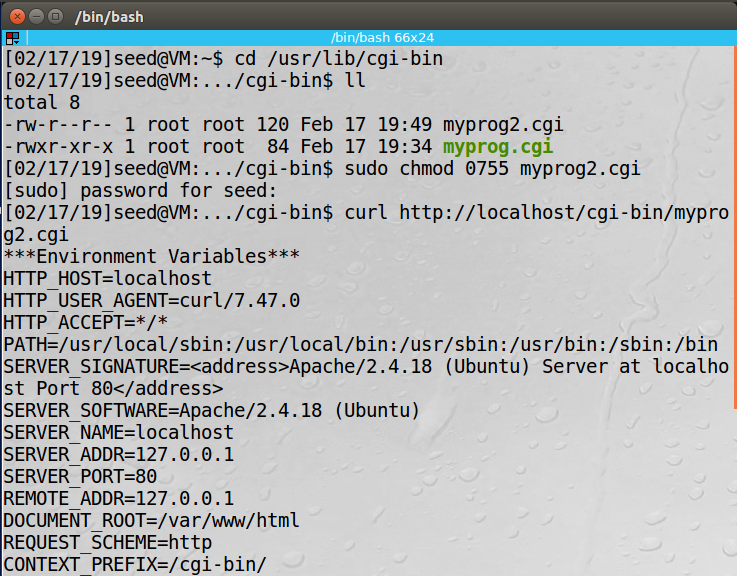 /bin/bash
/bin/bash 66x24
[02/17/19]seed@VM:~$ cd /usr/lib/cgi-bin
[02/17/19]seed@VM:.../cgi-bin$ ll
total 8
-rw-r--r-- 1 root root 120 Feb 17 19:49 myprog2.cgi
-rwxr-xr-x 1 root root  84 Feb 17 19:34 myprog.cgi
[02/17/19]seed@VM:.../cgi-bin$ sudo chmod 0755 myprog2.cgi
[sudo] password for seed:
[02/17/19]seed@VM:.../cgi-bin$ curl http://localhost/cgi-bin/mypro
g2.cgi
***Environment Variables***
HTTP_HOST=localhost
HTTP_USER_AGENT=curl/7.47.0
HTTP_ACCEPT=*/*
PATH=/usr/local/sbin:/usr/local/bin:/usr/sbin:/usr/bin:/sbin:/bin
SERVER_SIGNATURE=<address>Apache/2.4.18 (Ubuntu) Server at localho
st Port 80</address>
SERVER_SOFTWARE=Apache/2.4.18 (Ubuntu)
SERVER_NAME=localhost
SERVER_ADDR=127.0.0.1
SERVER_PORT=80
REMOTE_ADDR=127.0.0.1
DOCUMENT_ROOT=/var/www/html
REQUEST_SCHEME=http
CONTEXT_PREFIX=/cgi-bin/